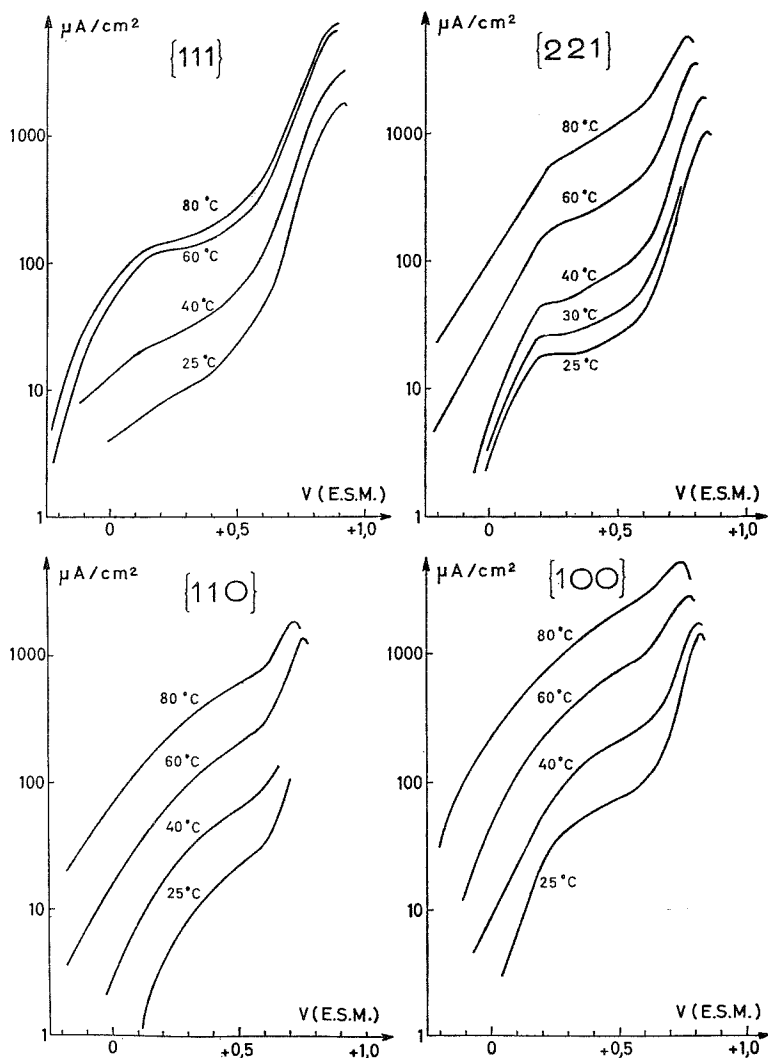 μA/cm²
{111}
1000
100
10
1
80°C
60°C
40°C
25°C
V (E.S.M.)
0
+0,5
+1,0
μA/cm²
{221}
1000
100
10
1
80°C
60°C
40°C
30°C
25°C
V (E.S.M.)
0
+0,5
+1,0
μA/cm²
{110}
1000
100
10
1
80°C
60°C
40°C
25°C
V (E.S.M.)
0
+0,5
+1,0
μA/cm²
{100}
1000
100
10
1
80°C
60°C
40°C
25°C
V (E.S.M.)
0
+0,5
+1,0